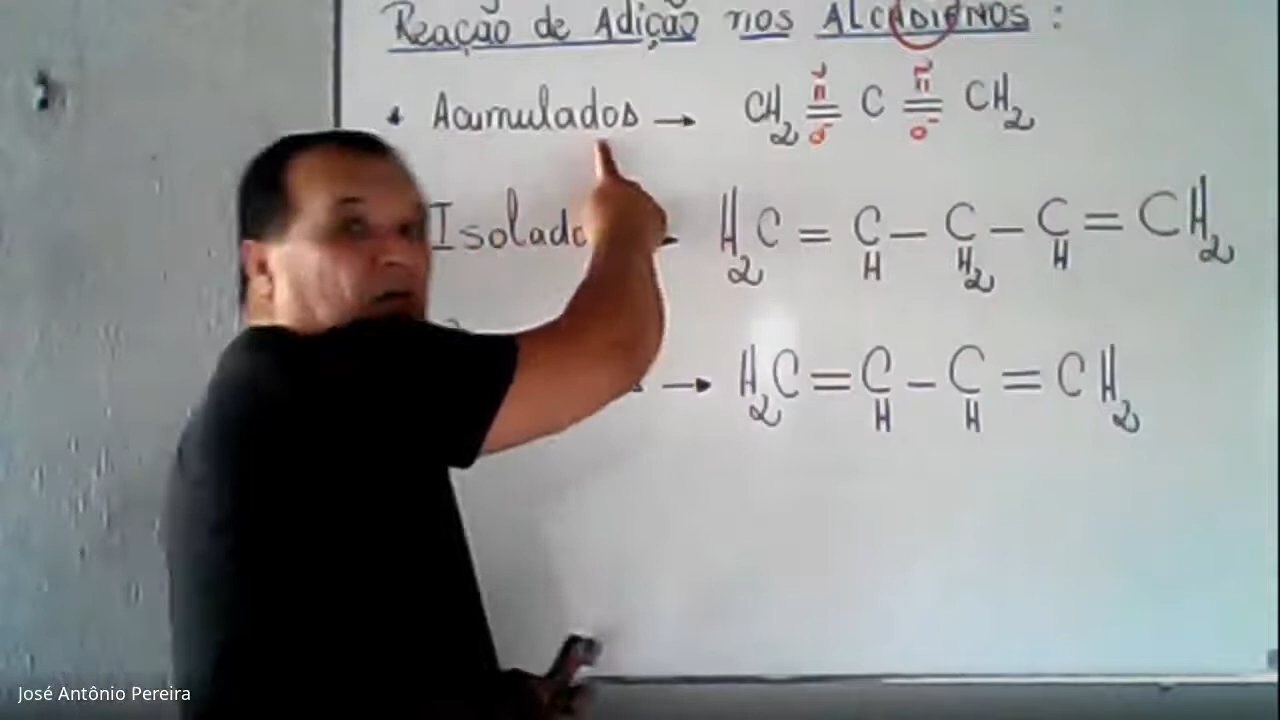 Reação de Adição nos ALCADIENOS :
• Acumulados → CH2 = C = CH2
π π
σ σ
Isolado H2C = CH – CH2 – CH = CH2
s → H2C = CH – CH = CH2
José Antônio Pereira